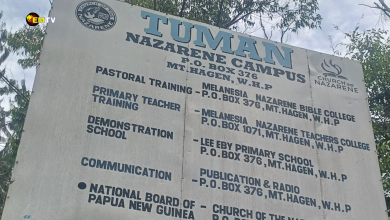 EMTV
TUMAN
NAZARENE CAMPUS
P.O. BOX 376
MT. HAGEN, W.H.P
CHURCH OF THE
NAZARENE
PASTORAL TRAINING - MELANESIA NAZARENE BIBLE COLLEGE
P.O. BOX 376, MT. HAGEN, W.H.P
PRIMARY TEACHER TRAINING - MELANESIA NAZARENE TEACHERS COLLEGE
P.O. BOX 1071, MT. HAGEN, W.H.P
DEMONSTRATION SCHOOL - LEE EBY PRIMARY SCHOOL
P.O. BOX 376, MT. HAGEN, W.H.P
COMMUNICATION - PUBLICATION & RADIO
P.O. BOX 376, MT. HAGEN, W.H.P
NATIONAL BOARD OF PAPUA NEW GUINEA - CHURCH OF THE
P.O. BOX